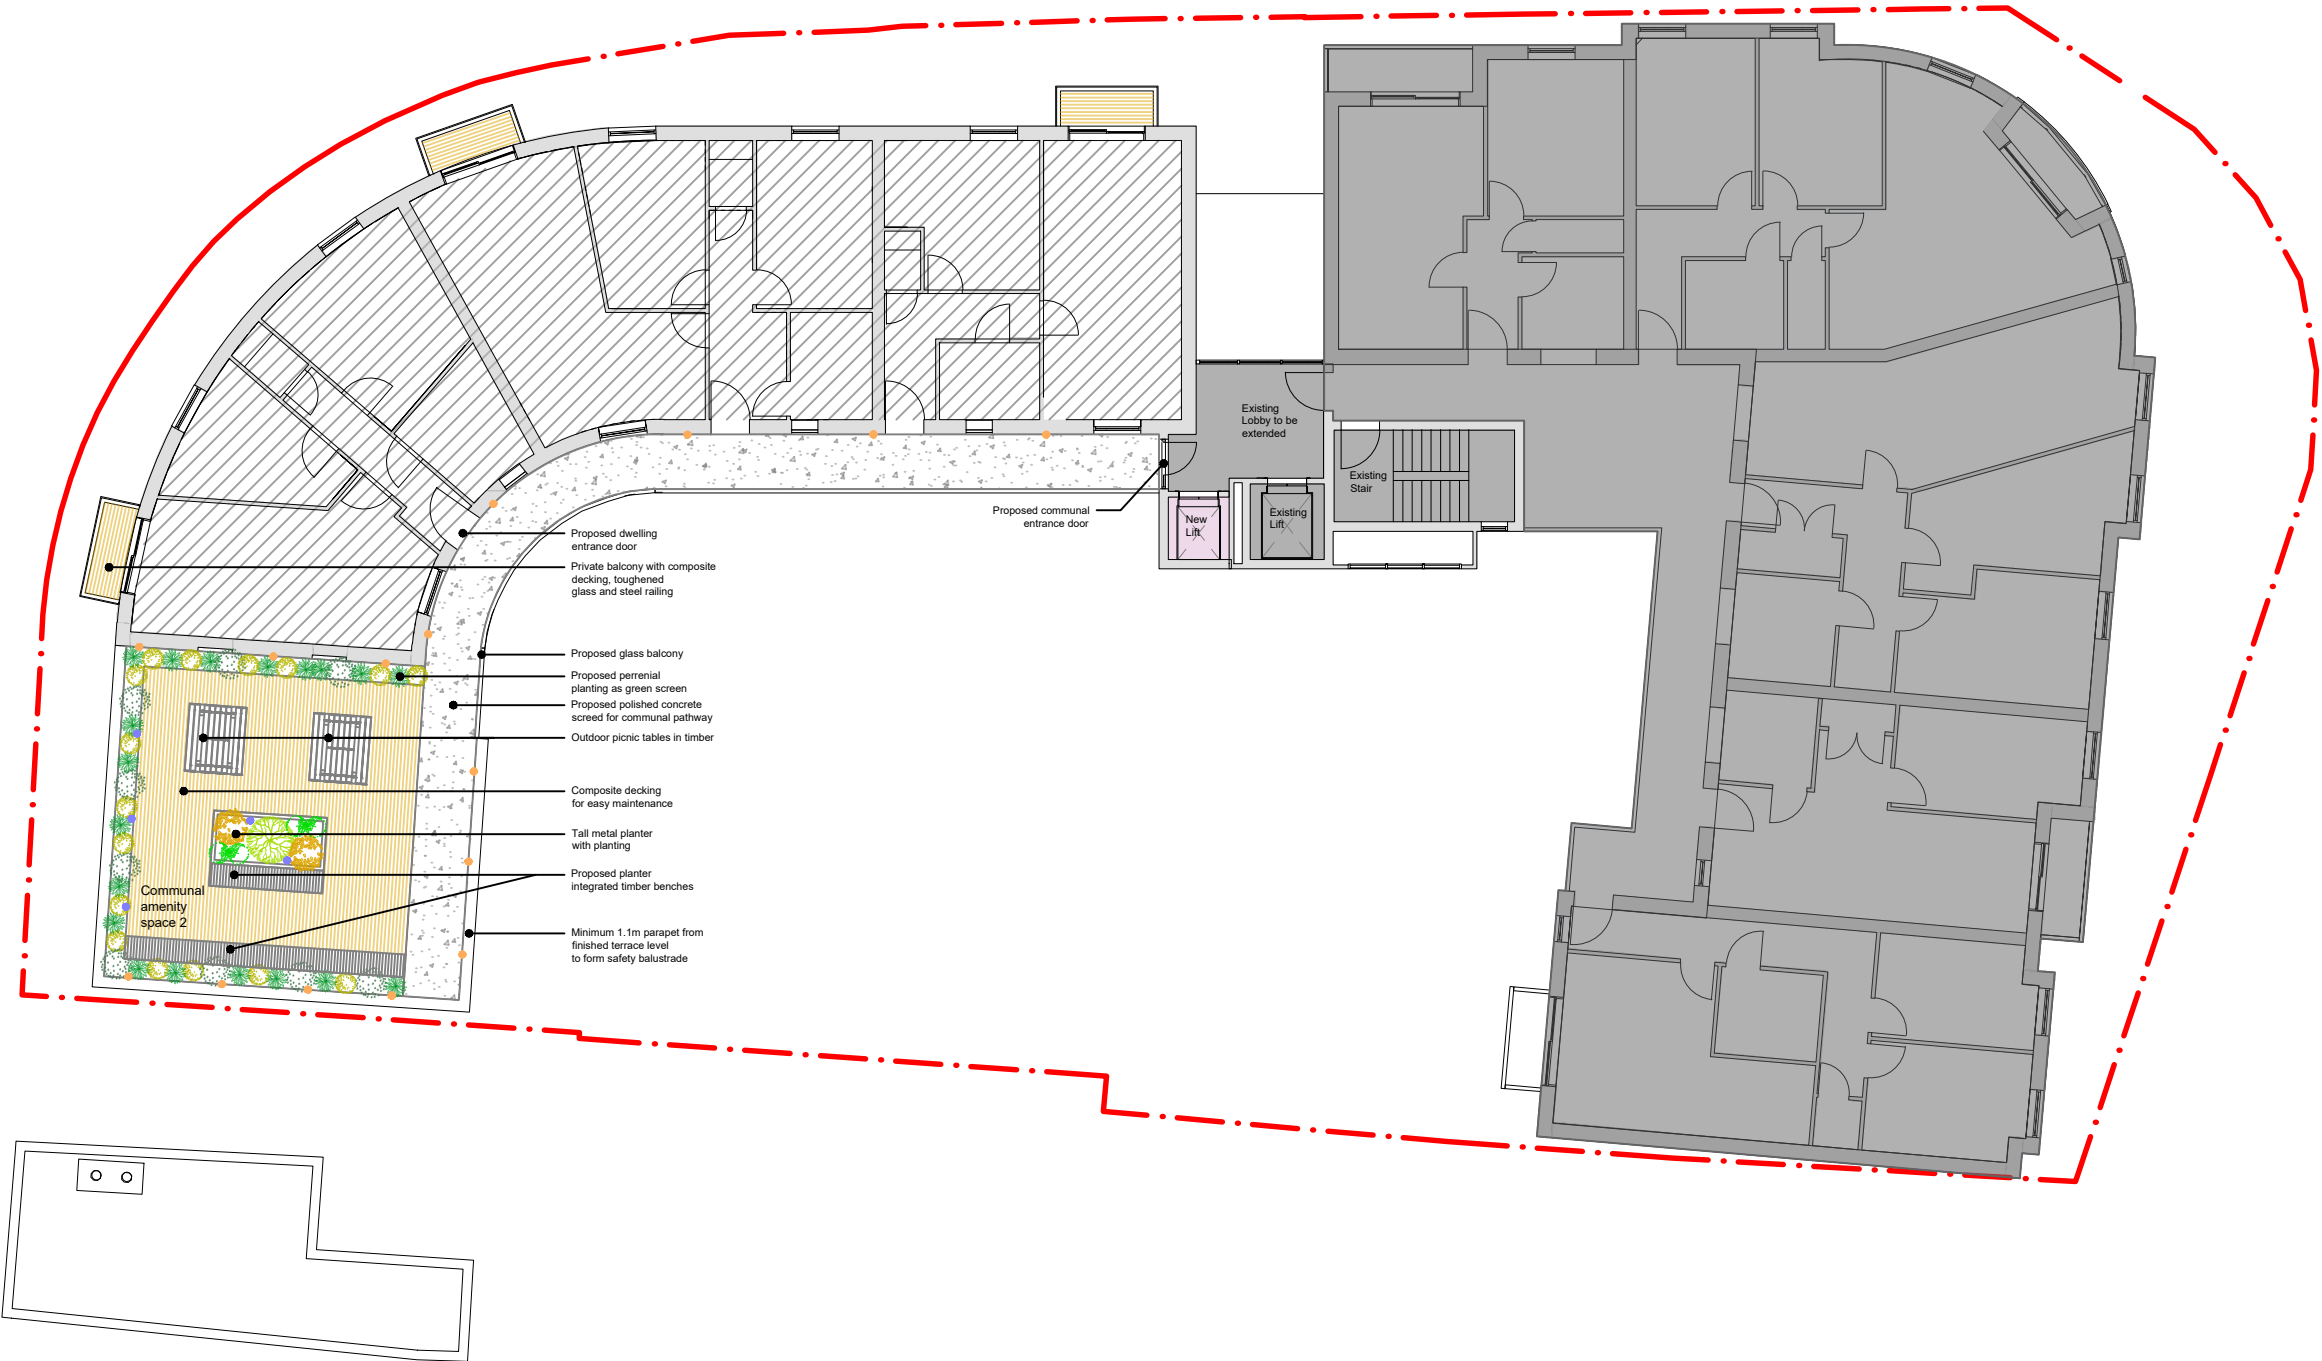 Existing
Lobby to be
extended
Existing
Stair
Proposed communal
entrance door
New
Lift
Existing
Lift
Proposed dwelling
entrance door
Private balcony with composite
decking, toughened
glass and steel railing
Proposed glass balcony
Proposed perrenial
planting as green screen
Proposed polished concrete
screed for communal pathway
Outdoor picnic tables in timber
Composite decking
for easy maintenance
Tall metal planter
with planting
Proposed planter
integrated timber benches
Communal
amenity
space 2
Minimum 1.1m parapet from
finished terrace level
to form safety balustrade